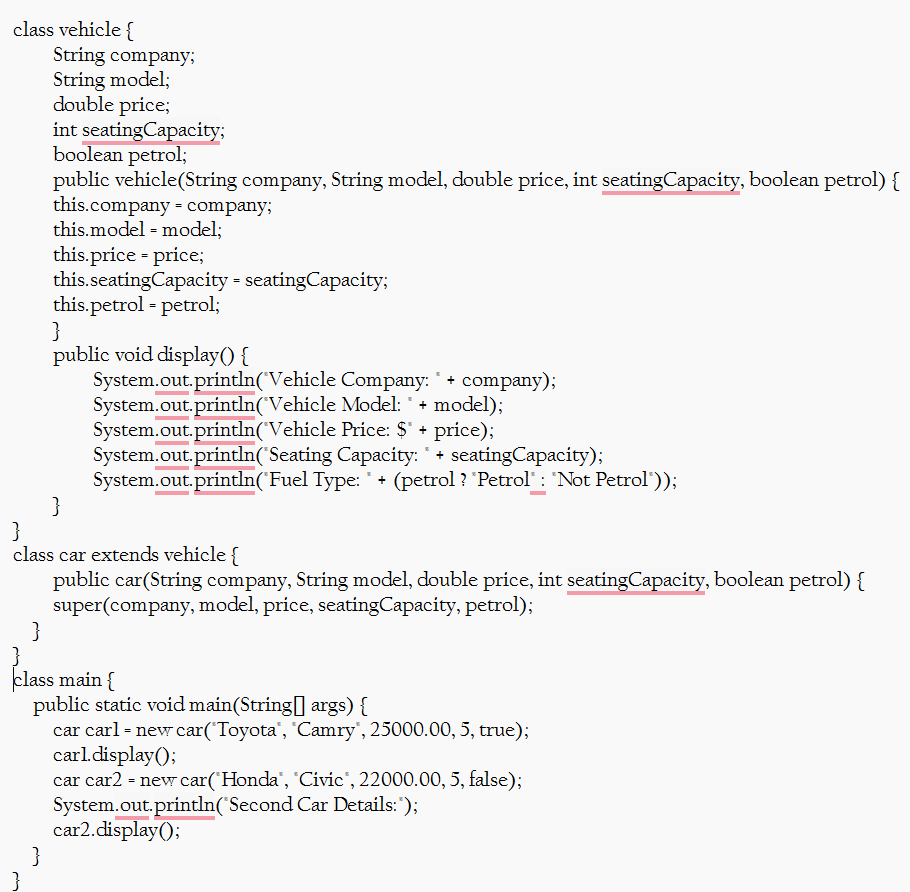 class vehicle {
String company;
String model;
double price;
int seatingCapacity;
boolean petrol;
public vehicle(String company, String model, double price, int seatingCapacity, boolean petrol) {
this.company = company;
this.model = model;
this.price = price;
this.seatingCapacity = seatingCapacity;
this.petrol = petrol;
}
public void display() {
System.out.println("Vehicle Company: " + company);
System.out.println("Vehicle Model: " + model);
System.out.println("Vehicle Price: $" + price);
System.out.println("Seating Capacity: " + seatingCapacity);
System.out.println("Fuel Type: " + (petrol ? "Petrol" : "Not Petrol"));
}
}
class car extends vehicle {
public car(String company, String model, double price, int seatingCapacity, boolean petrol) {
super(company, model, price, seatingCapacity, petrol);
}
}
class main {
public static void main(String[] args) {
car car1 = new car("Toyota", "Camry", 25000.00, 5, true);
car1.display();
car car2 = new car("Honda", "Civic", 22000.00, 5, false);
System.out.println("Second Car Details:");
car2.display();
}
}